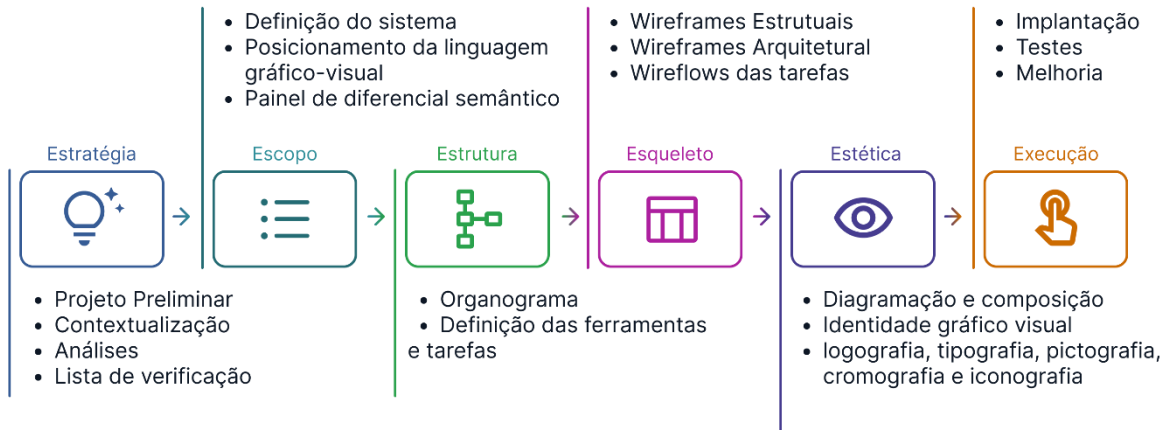 Definição do sistema
Posicionamento da linguagem
gráfico-visual
Painel de diferencial semântico
Wireframes Estrutuais
Wireframes Arquitetural
Wireflows das tarefas
Implantação
Testes
Melhoria
Estratégia
Escopo
Estrutura
Esqueleto
Estética
Execução
Projeto Preliminar
Contextualização
Análises
Lista de verificação
Organograma
Definição das ferramentas
e tarefas
Diagramação e composição
Identidade gráfico visual
logografia, tipografia, pictografia,
cromografia e iconografia